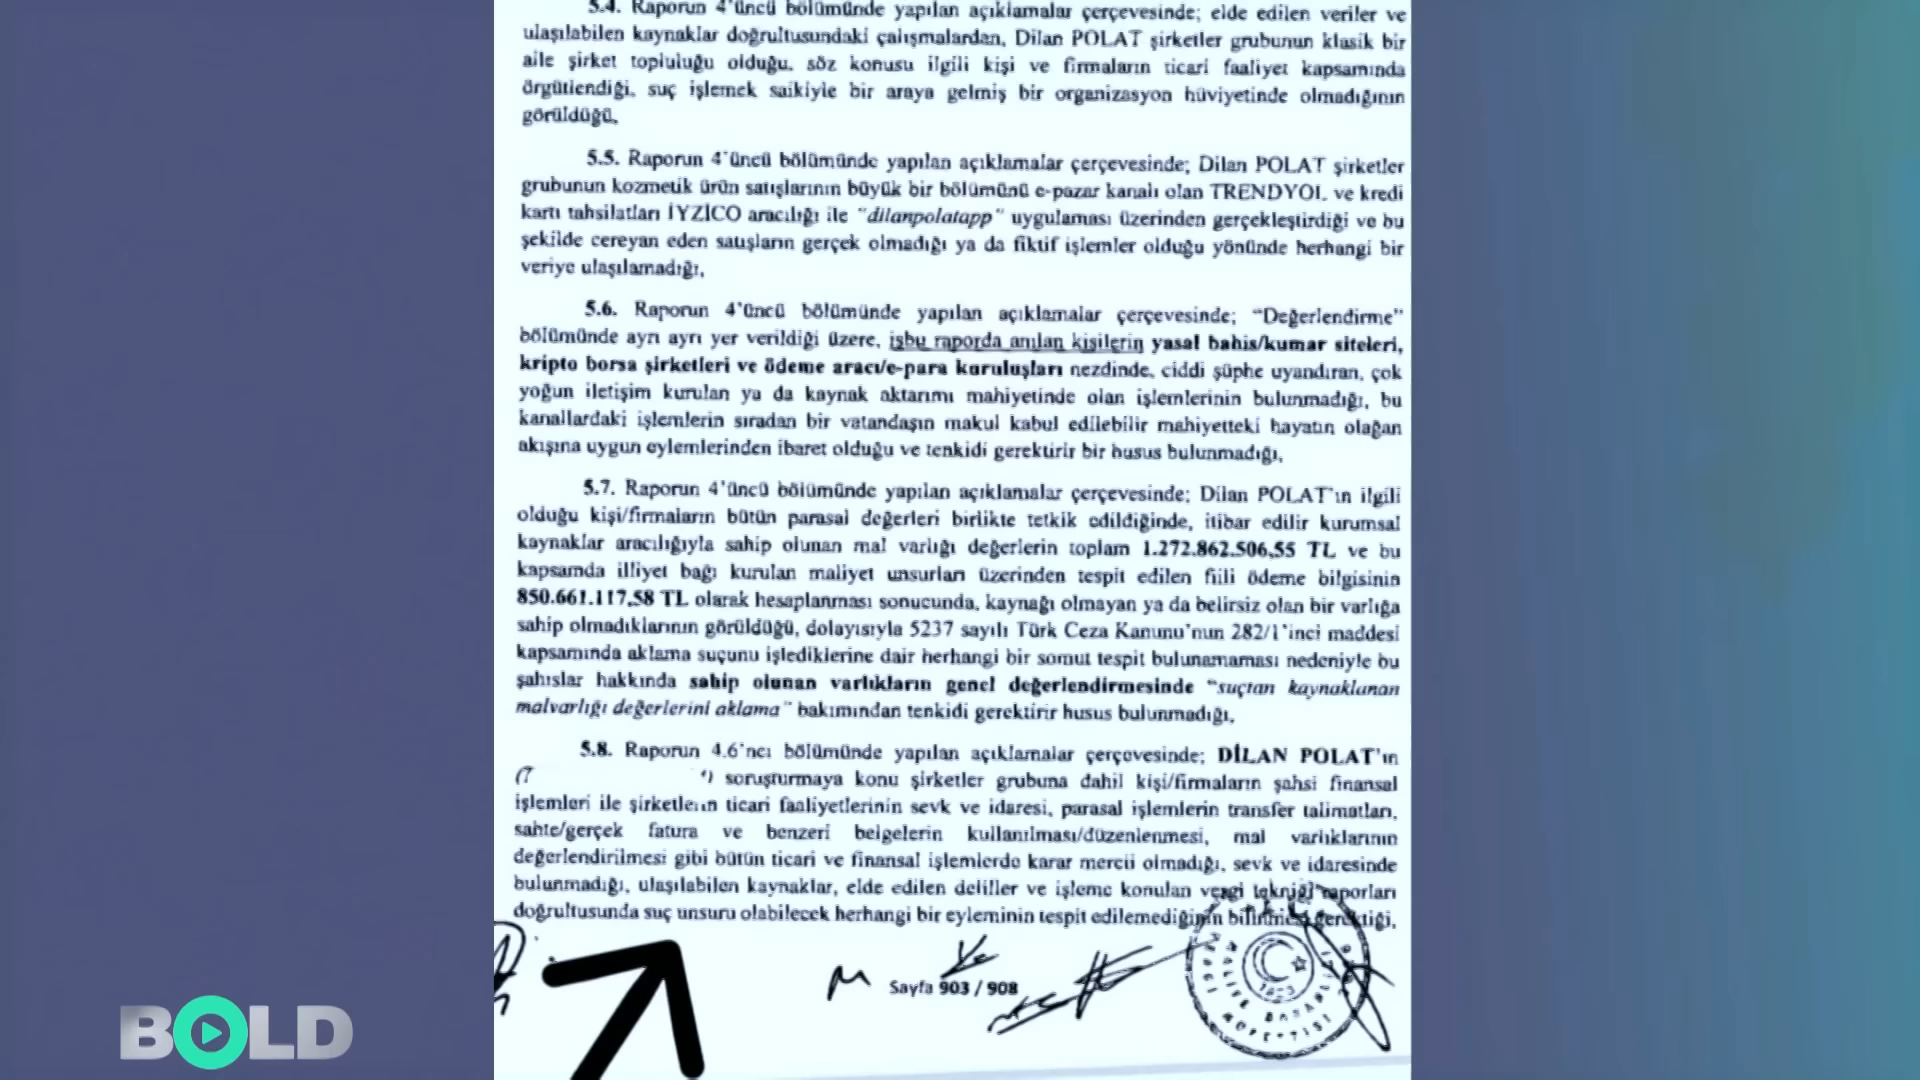 5.4. Raporun 4'üncü bölümünde yapılan açıklamalar çerçevesinde; elde edilen veriler ve
ulaşılabilen kaynaklar doğrultusundaki çalışmalardan, Dilan POLAT şirketler grubunun klasik bir
aile şirket topluluğu olduğu, söz konusu ilgili kişi ve firmaların ticari faaliyet kapsamında
örgütlendiği, suç işlemek saikiyle bir araya gelmiş bir organizasyon hüviyetinde olmadığının
görüldüğü,
5.5. Raporun 4'üncü bölümünde yapılan açıklamalar çerçevesinde; Dilan POLAT şirketler
grubunun kozmetik ürün satışlarının büyük bir bölümünü e-pazar kanalı olan TRENDYOL ve kredi
kartı tahsilatları İYZİCO aracılığı ile "dilanpolatapp" uygulaması üzerinden gerçekleştirdiği ve bu
şekilde cereyan eden satışların gerçek olmadığı ya da fiktif işlemler olduğu yönünde herhangi bir
veriye ulaşılamadığı,
5.6. Raporun 4'üncü bölümünde yapılan açıklamalar çerçevesinde; "Değerlendirme"
bölümünde ayrı ayrı yer verildiği üzere, işbu raporda anılan kişilerin yasal bahis/kumar siteleri,
kripto borsa şirketleri ve ödeme aracı/e-para kuruluşları nezdinde, ciddi şüphe uyandıran, çok
yoğun iletişim kurulan ya da kaynak aktarımı mahiyetinde olan işlemlerinin bulunmadığı, bu
kanallardaki işlemlerin sıradan bir vatandaşın makul kabul edilebilir mahiyetteki hayatın olağan
akışına uygun eylemlerinden ibaret olduğu ve tenkidi gerektirir bir husus bulunmadığı,
5.7. Raporun 4'üncü bölümünde yapılan açıklamalar çerçevesinde; Dilan POLAT'ın ilgili
olduğu kişi/firmaların bütün parasal değerleri birlikte tetkik edildiğinde, itibar edilir kurumsal
kaynaklar aracılığıyla sahip olunan mal varlığı değerlerin toplam 1.272.862.506,55 TL ve bu
kapsamda illiyet bağı kurulan maliyet unsurları üzerinden tespit edilen fiili ödeme bilgisinin
850.661.117,58 TL olarak hesaplanması sonucunda, kaynağı olmayan ya da belirsiz olan bir varlığa
sahip olmadıklarının görüldüğü, dolayısıyla 5237 sayılı Türk Ceza Kanunu'nun 282/1'inci maddesi
kapsamında aklama suçunu işlediklerine dair herhangi bir somut tespit bulunamaması nedeniyle bu
şahıslar hakkında sahip olunan varlıkların genel değerlendirmesinde "suçtan kaynaklanan
malvarlığı değerlerini aklama" bakımından tenkidi gerektirir husus bulunmadığı,
5.8. Raporun 4.6'ncı bölümünde yapılan açıklamalar çerçevesinde; DİLAN POLAT'ın
(7 ) soruşturmaya konu şirketler grubuna dahil kişi/firmaların şahsi finansal
işlemleri ile şirketlerin ticari faaliyetlerinin sevk ve idaresi, parasal işlemlerin transfer talimatları,
sahte/gerçek fatura ve benzeri belgelerin kullanılması/düzenlenmesi, mal varlıklarının
değerlendirilmesi gibi bütün ticari ve finansal işlemlerde karar mercii olmadığı, sevk ve idaresinde
bulunmadığı, ulaşılabilen kaynaklar, elde edilen deliller ve işleme konulan vergi tekniği raporları
doğrultusunda suç unsuru olabilecek herhangi bir eyleminin tespit edilemediğinin bilinmesi gerektiği,
Sayfa 903 / 908
BOLD